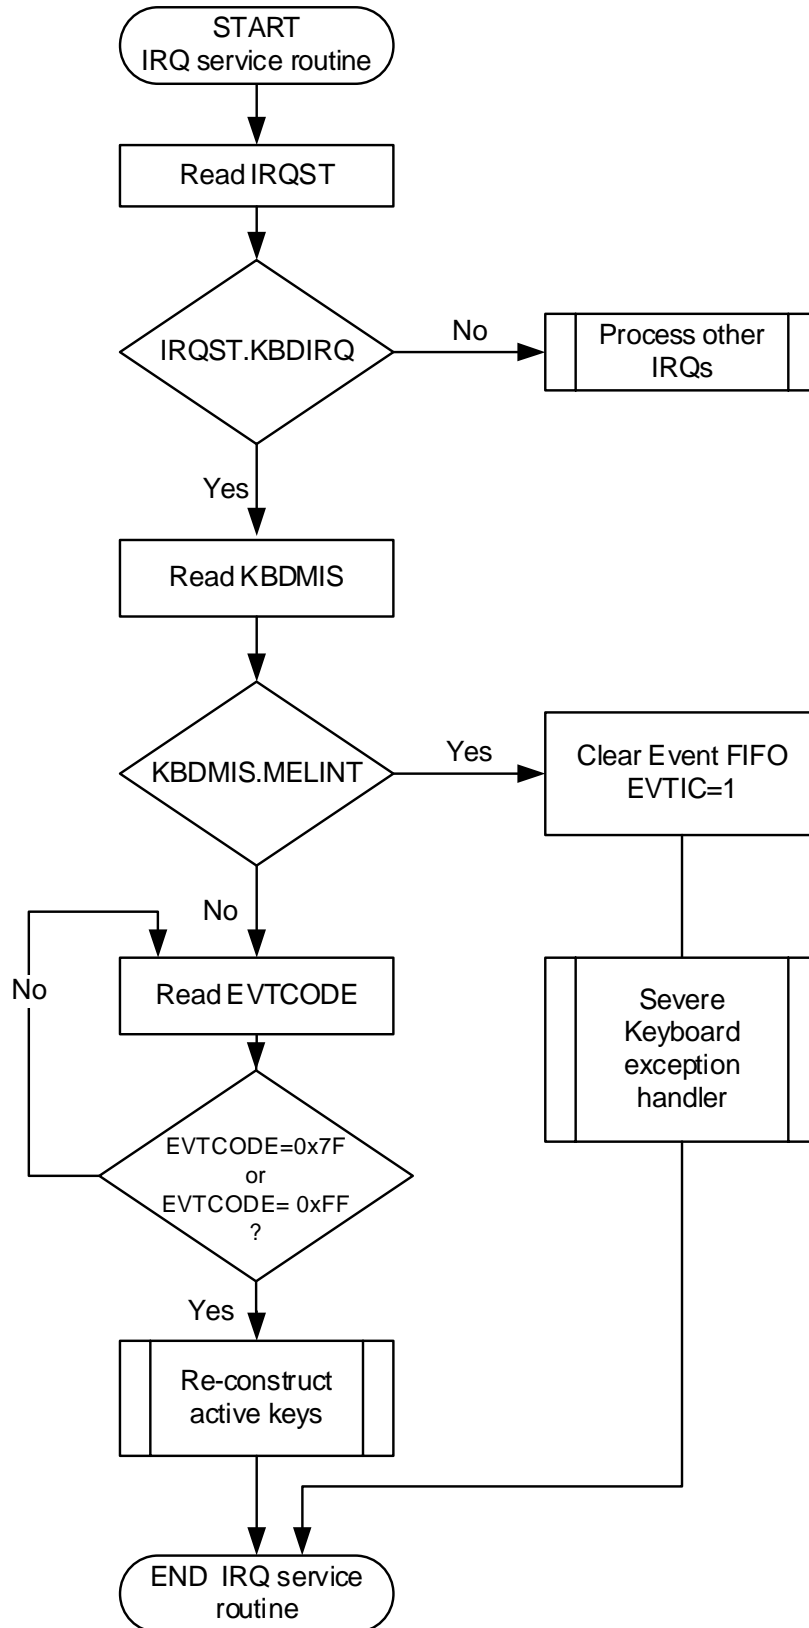 START
IRQ service routine
Read IRQST
IRQST.KBDIRQ
No
Process other
IRQs
Yes
Read KBDMIS
KBDMIS.MELINT
Yes
Clear Event FIFO
EVTIC=1
No
No
Read EVTCODE
Severe
Keyboard
exception
handler
EVTCODE=0x7F
or
EVTCODE= 0xFF
?
Yes
Re-construct
active keys
END IRQ service
routine